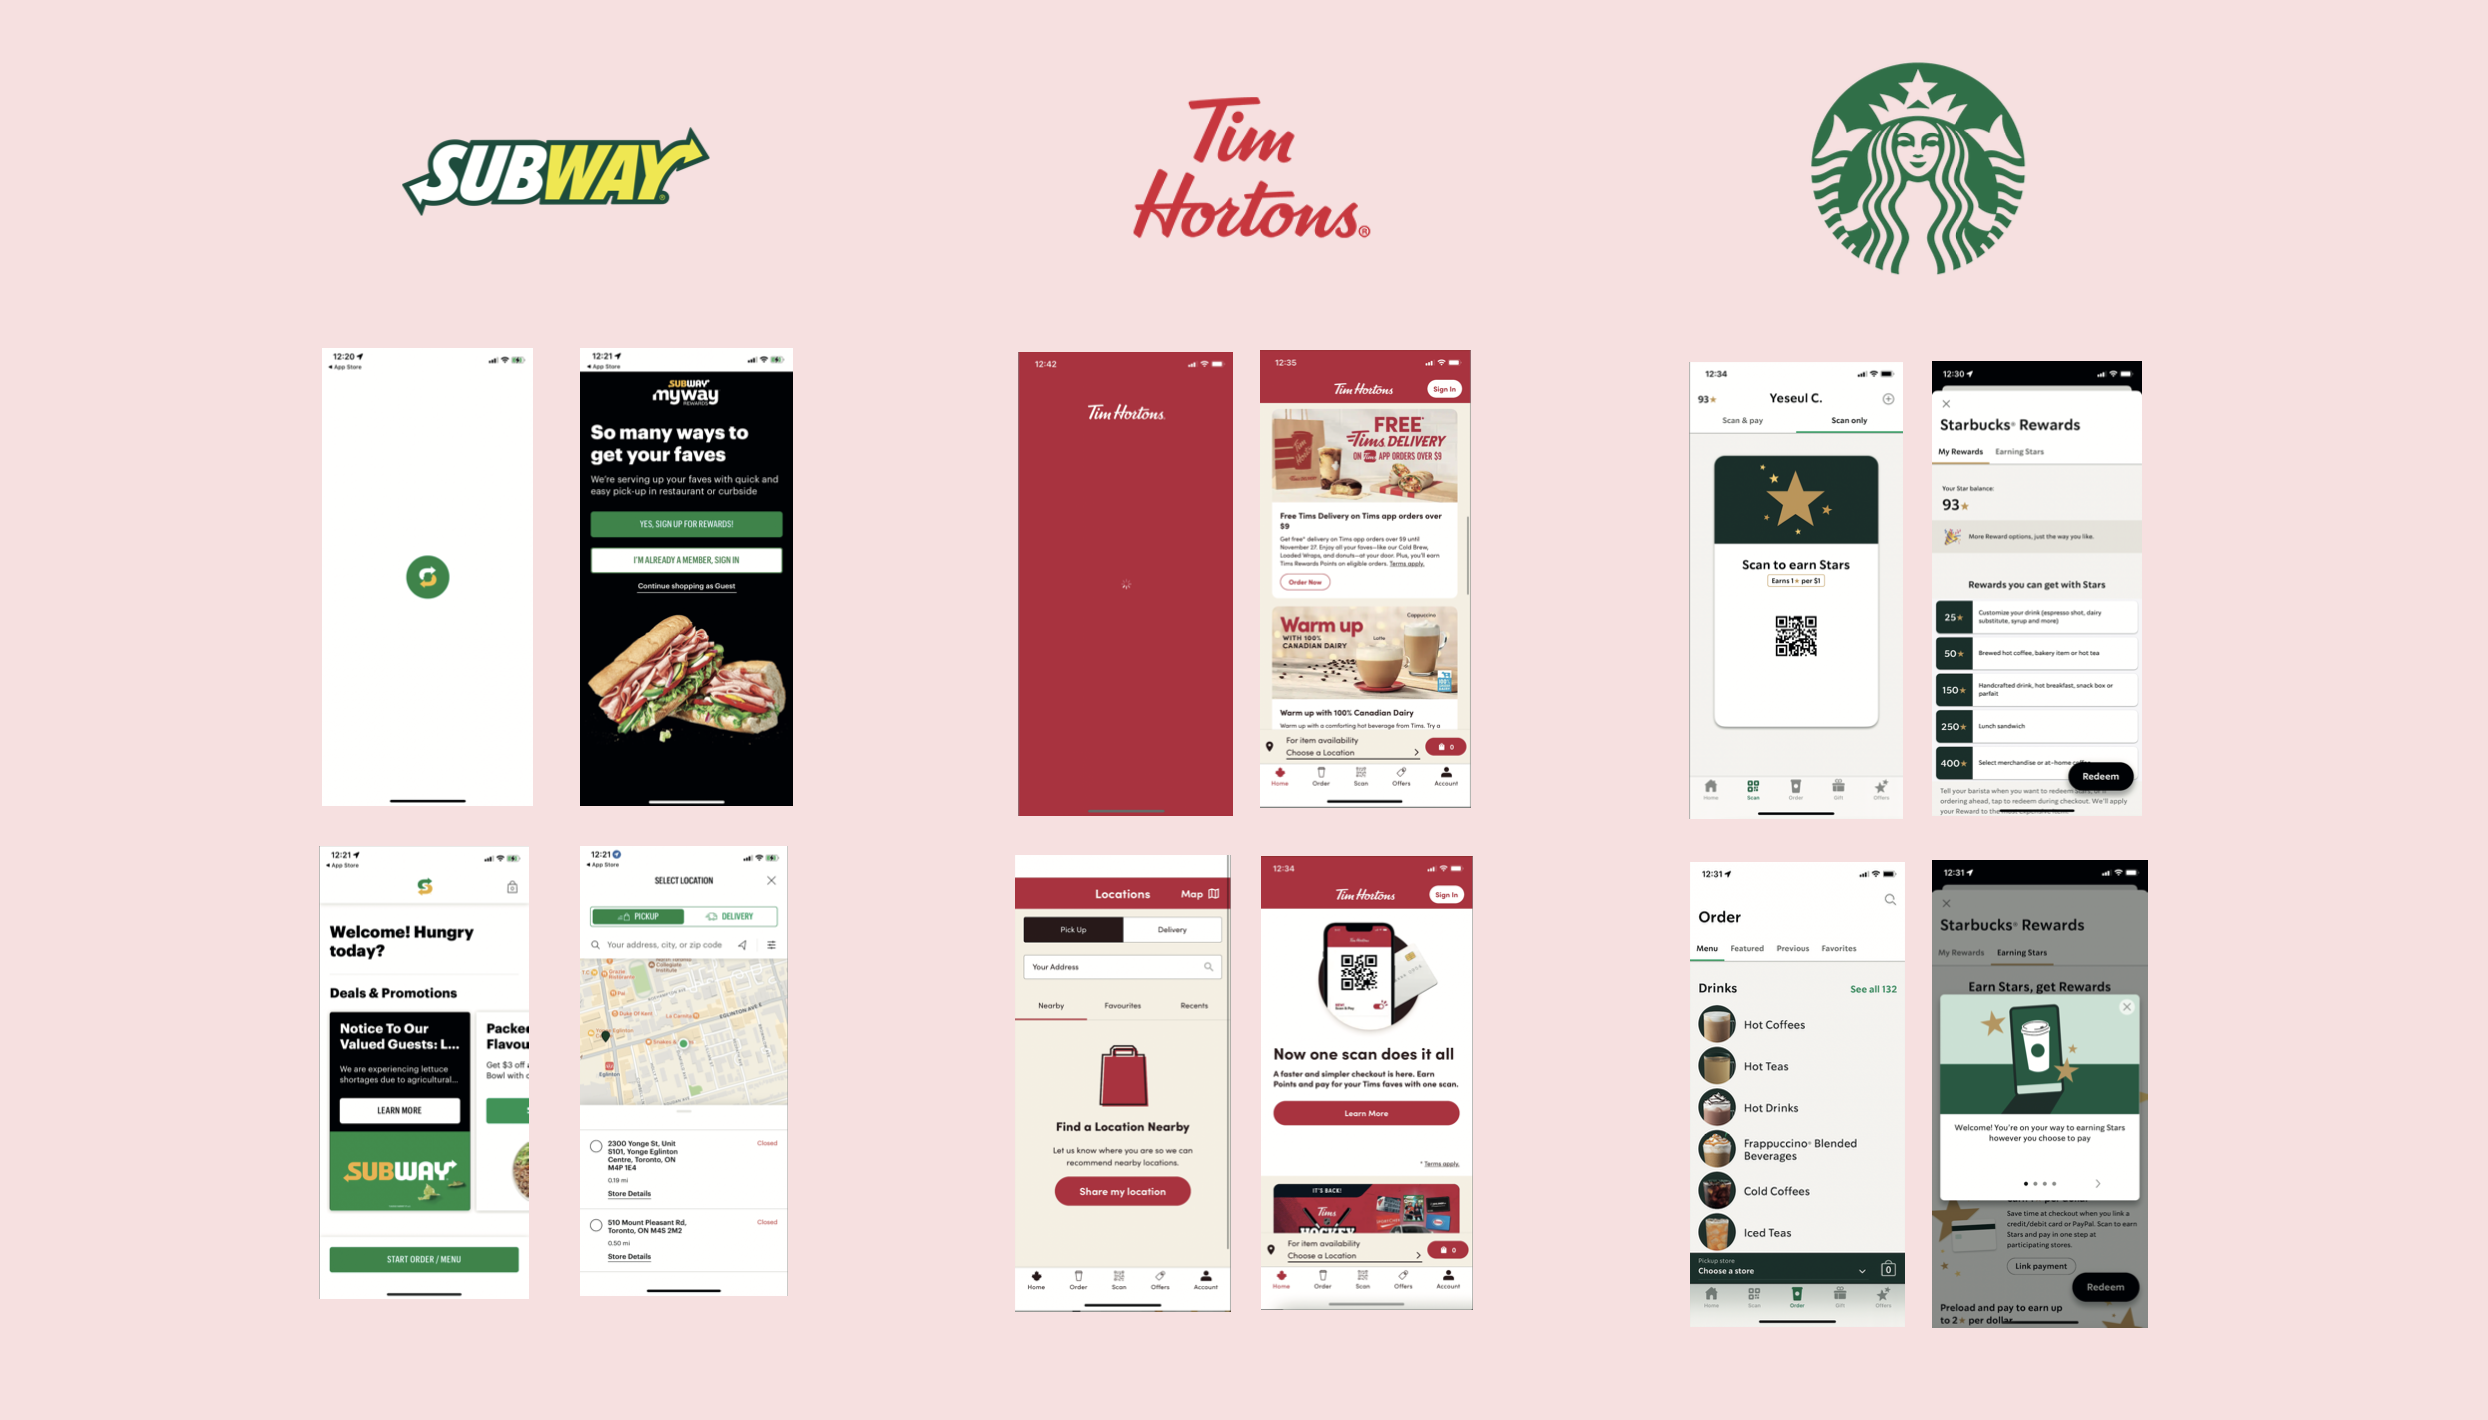 SUBWAY
Tim
Hortons®
12:20
App Store
12:21
App Store
SUBWAY
myway
REWARDS
So many ways to
get your faves
We're serving up your faves with quick and
easy pick-up in restaurant or curbside
YES, SIGN UP FOR REWARDS!
I'M ALREADY A MEMBER, SIGN IN
Continue shopping as Guest
12:42
Tim Hortons
12:35
Tim Hortons
Sign In
FREE*
Tims DELIVERY
ON Tims APP ORDERS OVER $9
Free Tims Delivery on Tims app orders over
$9
Get free* delivery on Tims app orders over $9 until
November 27. Enjoy all your faves—like our Cold Brew,
Loaded Wraps, and donuts—at your door. Plus, you'll earn
Tims Rewards Points on eligible orders. Terms apply.
Order Now
Warm up
WITH 100%
CANADIAN DAIRY
Latte
Cappuccino
Warm up with 100% Canadian Dairy
Warm up with a comforting hot beverage from Tims. Try a
For item availability
Choose a Location
0
Home
Order
Scan
Offers
Account
12:34
93★
Yeseul C.
Scan & pay
Scan only
Scan to earn Stars
Earns 1★ per $1
Home
Scan
Order
Gift
Offers
12:30
Starbucks® Rewards
My Rewards
Earning Stars
Your Star balance:
93★
More Reward options, just the way you like.
Rewards you can get with Stars
25★
Customize your drink (espresso shot, dairy
substitute, syrup and more)
50★
Brewed hot coffee, bakery item or hot tea
150★
Handcrafted drink, hot breakfast, snack box or
parfait
250★
Lunch sandwich
400★
Select merchandise or at-home
Redeem
Tell your barista when you want to redeem
ordering ahead, tap to redeem during checkout. We'll apply
your Reward to the
12:21
App Store
0
Welcome! Hungry
today?
Deals & Promotions
Notice To Our
Valued Guests: L...
We are experiencing lettuce
shortages due to agricultural...
LEARN MORE
SUBWAY
Packe
Flavou
Get $3 off
Bowl with
START ORDER / MENU
12:21
App Store
SELECT LOCATION
PICKUP
DELIVERY
Your address, city, or zip code
EGLINTON AVE E
Eglinton
2300 Yonge St, Unit
S101, Yonge Eglinton
Centre, Toronto, ON
M4P 1E4
Closed
0.19 mi
Store Details
510 Mount Pleasant Rd,
Toronto, ON M4S 2M2
Closed
0.50 mi
Store Details
Locations
Map
Pick Up
Delivery
Your Address
Nearby
Favourites
Recents
Find a Location Nearby
Let us know where you are so we can
recommend nearby locations.
Share my location
Home
Order
Scan
Offers
Account
12:34
Tim Hortons
Sign In
Now one scan does it all
A faster and simpler checkout is here. Earn
Points and pay for your Tims faves with one scan.
Learn More
* Terms apply.
IT'S BACK!
Tims
HOCKEY
For item availability
Choose a Location
0
Home
Order
Scan
Offers
Account
12:31
Order
Menu
Featured
Previous
Favorites
Drinks
See all 132
Hot Coffees
Hot Teas
Hot Drinks
Frappuccino® Blended
Beverages
Cold Coffees
Iced Teas
Pickup store
Choose a store
0
Home
Scan
Order
Gift
Offers
12:31
Starbucks® Rewards
My Rewards
Earning Stars
Earn Stars, get Rewards
Welcome! You're on your way to earning Stars
however you choose to pay
Save time at checkout when you link a
credit/debit card or PayPal. Scan to earn
Stars and pay in one step at
participating stores.
Link payment
Redeem
Preload and pay to earn up
to 2★ per dollar